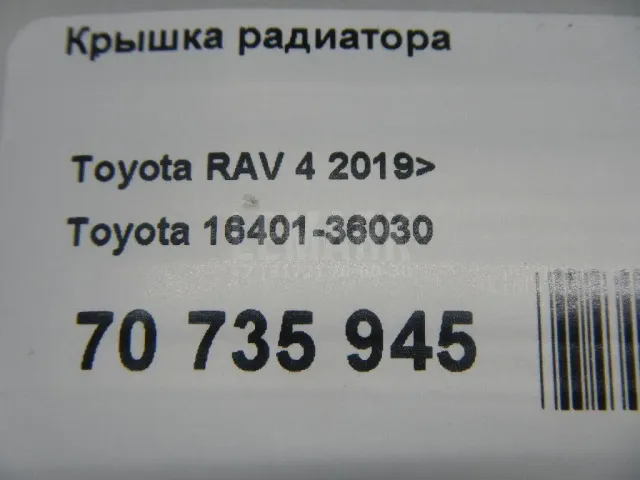 Крышка радиатора
Toyota RAV 4 2019>
Toyota 16401-36030
70 735 945